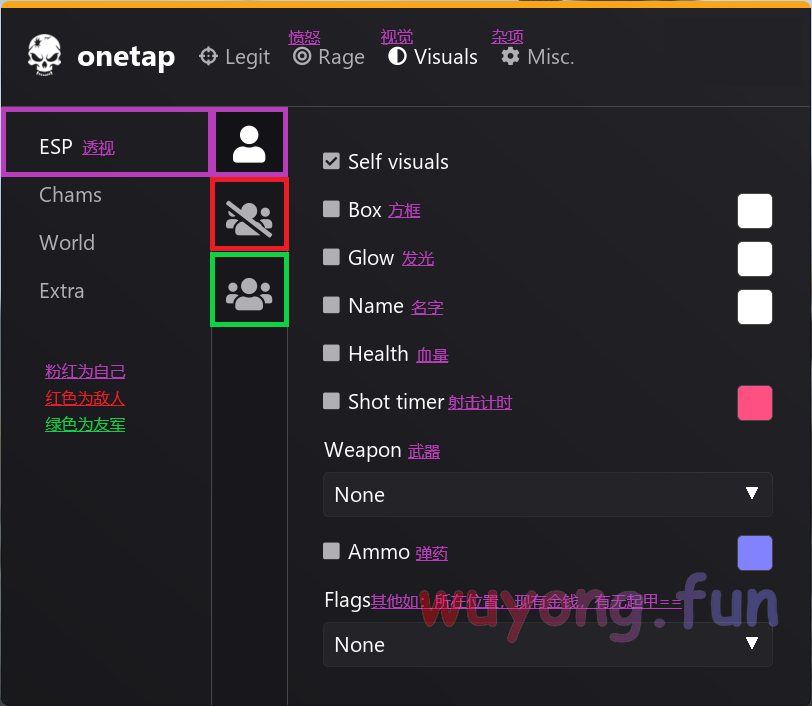 愤怒 视觉 杂项
onetap Legit Rage Visuals Misc.
ESP 透视
Chams
World
Extra
粉红为自己
红色为敌人
绿色为友军
Self visuals
Box 方框
Glow 发光
Name 名字
Health 血量
Shot timer 射击计时
Weapon 武器
None
Ammo 弹药
Flags其他如：所在位置，现有金钱，有无起甲==
wuyong.fun
None